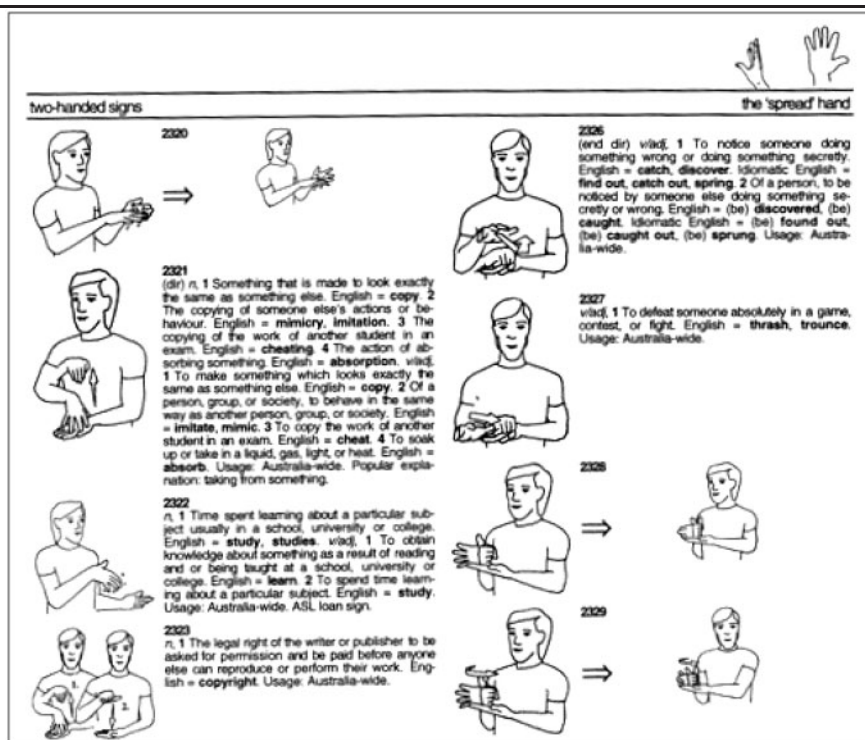 two-handed signs
the 'spread' hand
2320
2321
(dir) n, 1 Something that is made to look exactly
the same as something else. English = copy. 2
The copying of someone else's actions or be-
haviour. English = mimicry, imitation. 3 The
copying of the work of another student in an
exam. English = cheating. 4 The action of ab-
sorbing something. English = absorption. v/adj,
1 To make something which looks exactly the
same as something else. English = copy. 2 Of a
person, group, or society, to behave in the same
way as another person, group, or society. English
= imitate, mimic. 3 To copy the work of another
student in an exam. English = cheat. 4 To soak
up or take in a liquid, gas, light, or heat. English =
absorb. Usage: Australia-wide. Popular expla-
nation: taking from something.
2322
n, 1 Time spent learning about a particular sub-
ject usually in a school, university or college.
English = study, studies. v/adj, 1 To obtain
knowledge about something as a result of reading
and or being taught at a school, university or
college. English = learn. 2 To spend time learn-
ing about a particular subject. English = study.
Usage: Australia-wide. ASL loan sign.
2323
n, 1 The legal right of the writer or publisher to be
asked for permission and be paid before anyone
else can reproduce or perform their work. Eng-
lish = copyright. Usage: Australia-wide.
1.
2.
2326
(end dir) v/adj, 1 To notice someone doing
something wrong or doing something secretly.
English = catch, discover. Idiomatic English =
find out, catch out, spring. 2 Of a person, to be
noticed by someone else doing something se-
cretly or wrong. English = (be) discovered, (be)
caught. Idiomatic English = (be) found out,
(be) caught out, (be) sprung. Usage: Austra-
lia-wide.
2327
v/adj, 1 To defeat someone absolutely in a game,
contest, or fight. English = thrash, trounce.
Usage: Australia-wide.
2328
2329